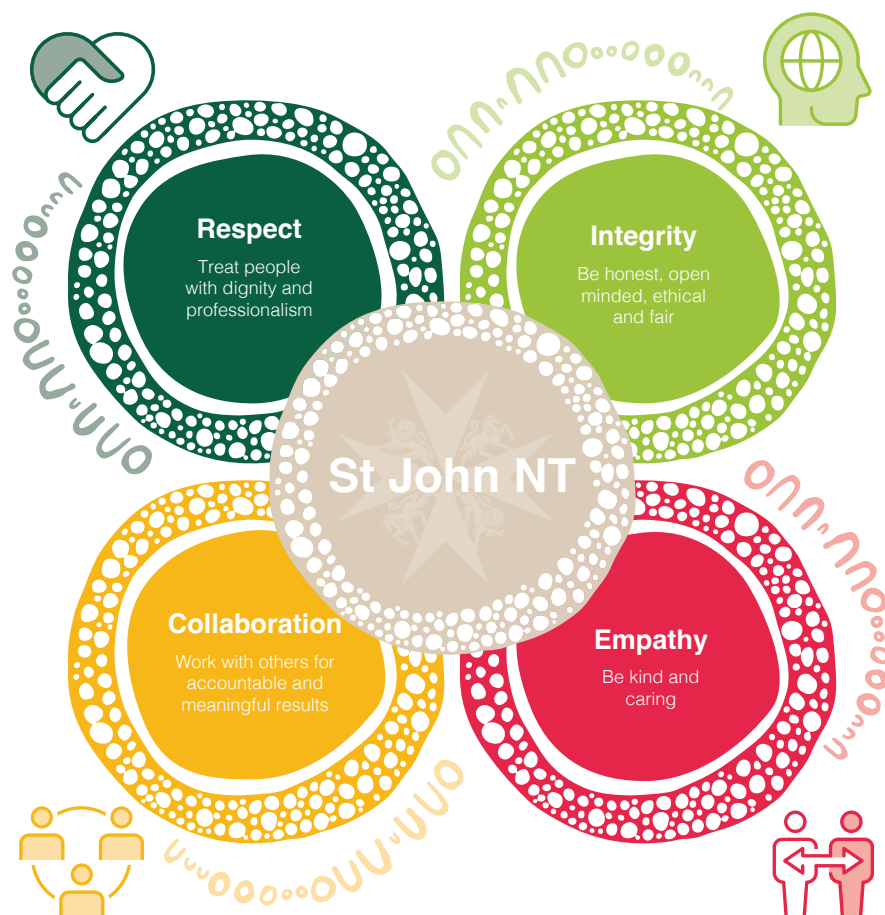 Respect
Treat people
with dignity and
professionalism
Integrity
Be honest, open
minded, ethical
and fair
St John NT
Collaboration
Work with others for
accountable and
meaningful results
Empathy
Be kind and
caring